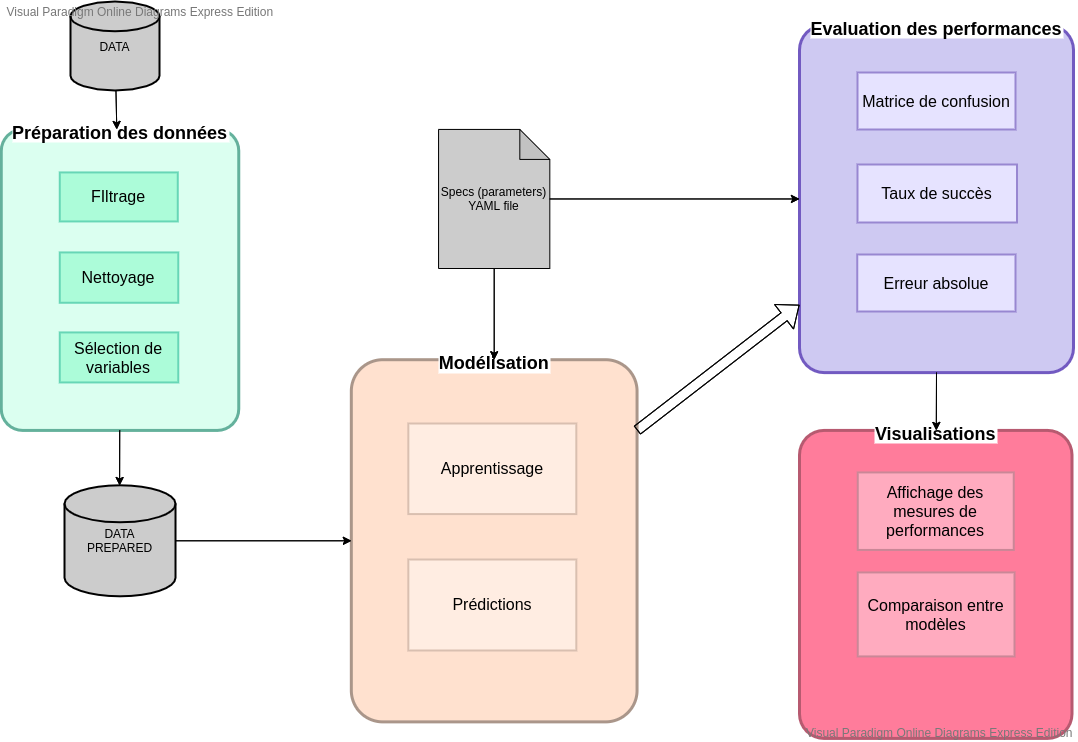 Visual Paradigm Online Diagrams Express Edition
DATA
Préparation des données
FIltrage
Nettoyage
Sélection de
variables
DATA
PREPARED
Specs (parameters)
YAML file
Modélisation
Apprentissage
Prédictions
Evaluation des performances
Matrice de confusion
Taux de succès
Erreur absolue
Visualisations
Affichage des
mesures de
performances
Comparaison entre
modèles
Visual Paradigm Online Diagrams Express Edition